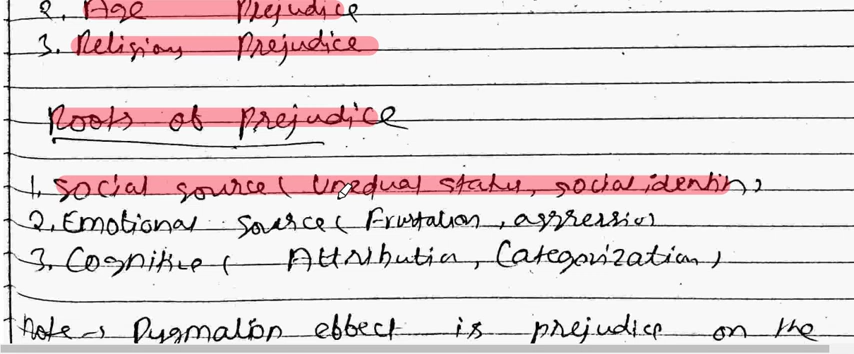 2. Age Prejudice
3. Religious Prejudice
Roots of Prejudice
1. Social source ( Unequal status, social identity)
2. Emotional Source ( Frustation, aggression
3. Cognitive ( Attribution, Categorization)
Note → Pygmalion effect is prejudice on the